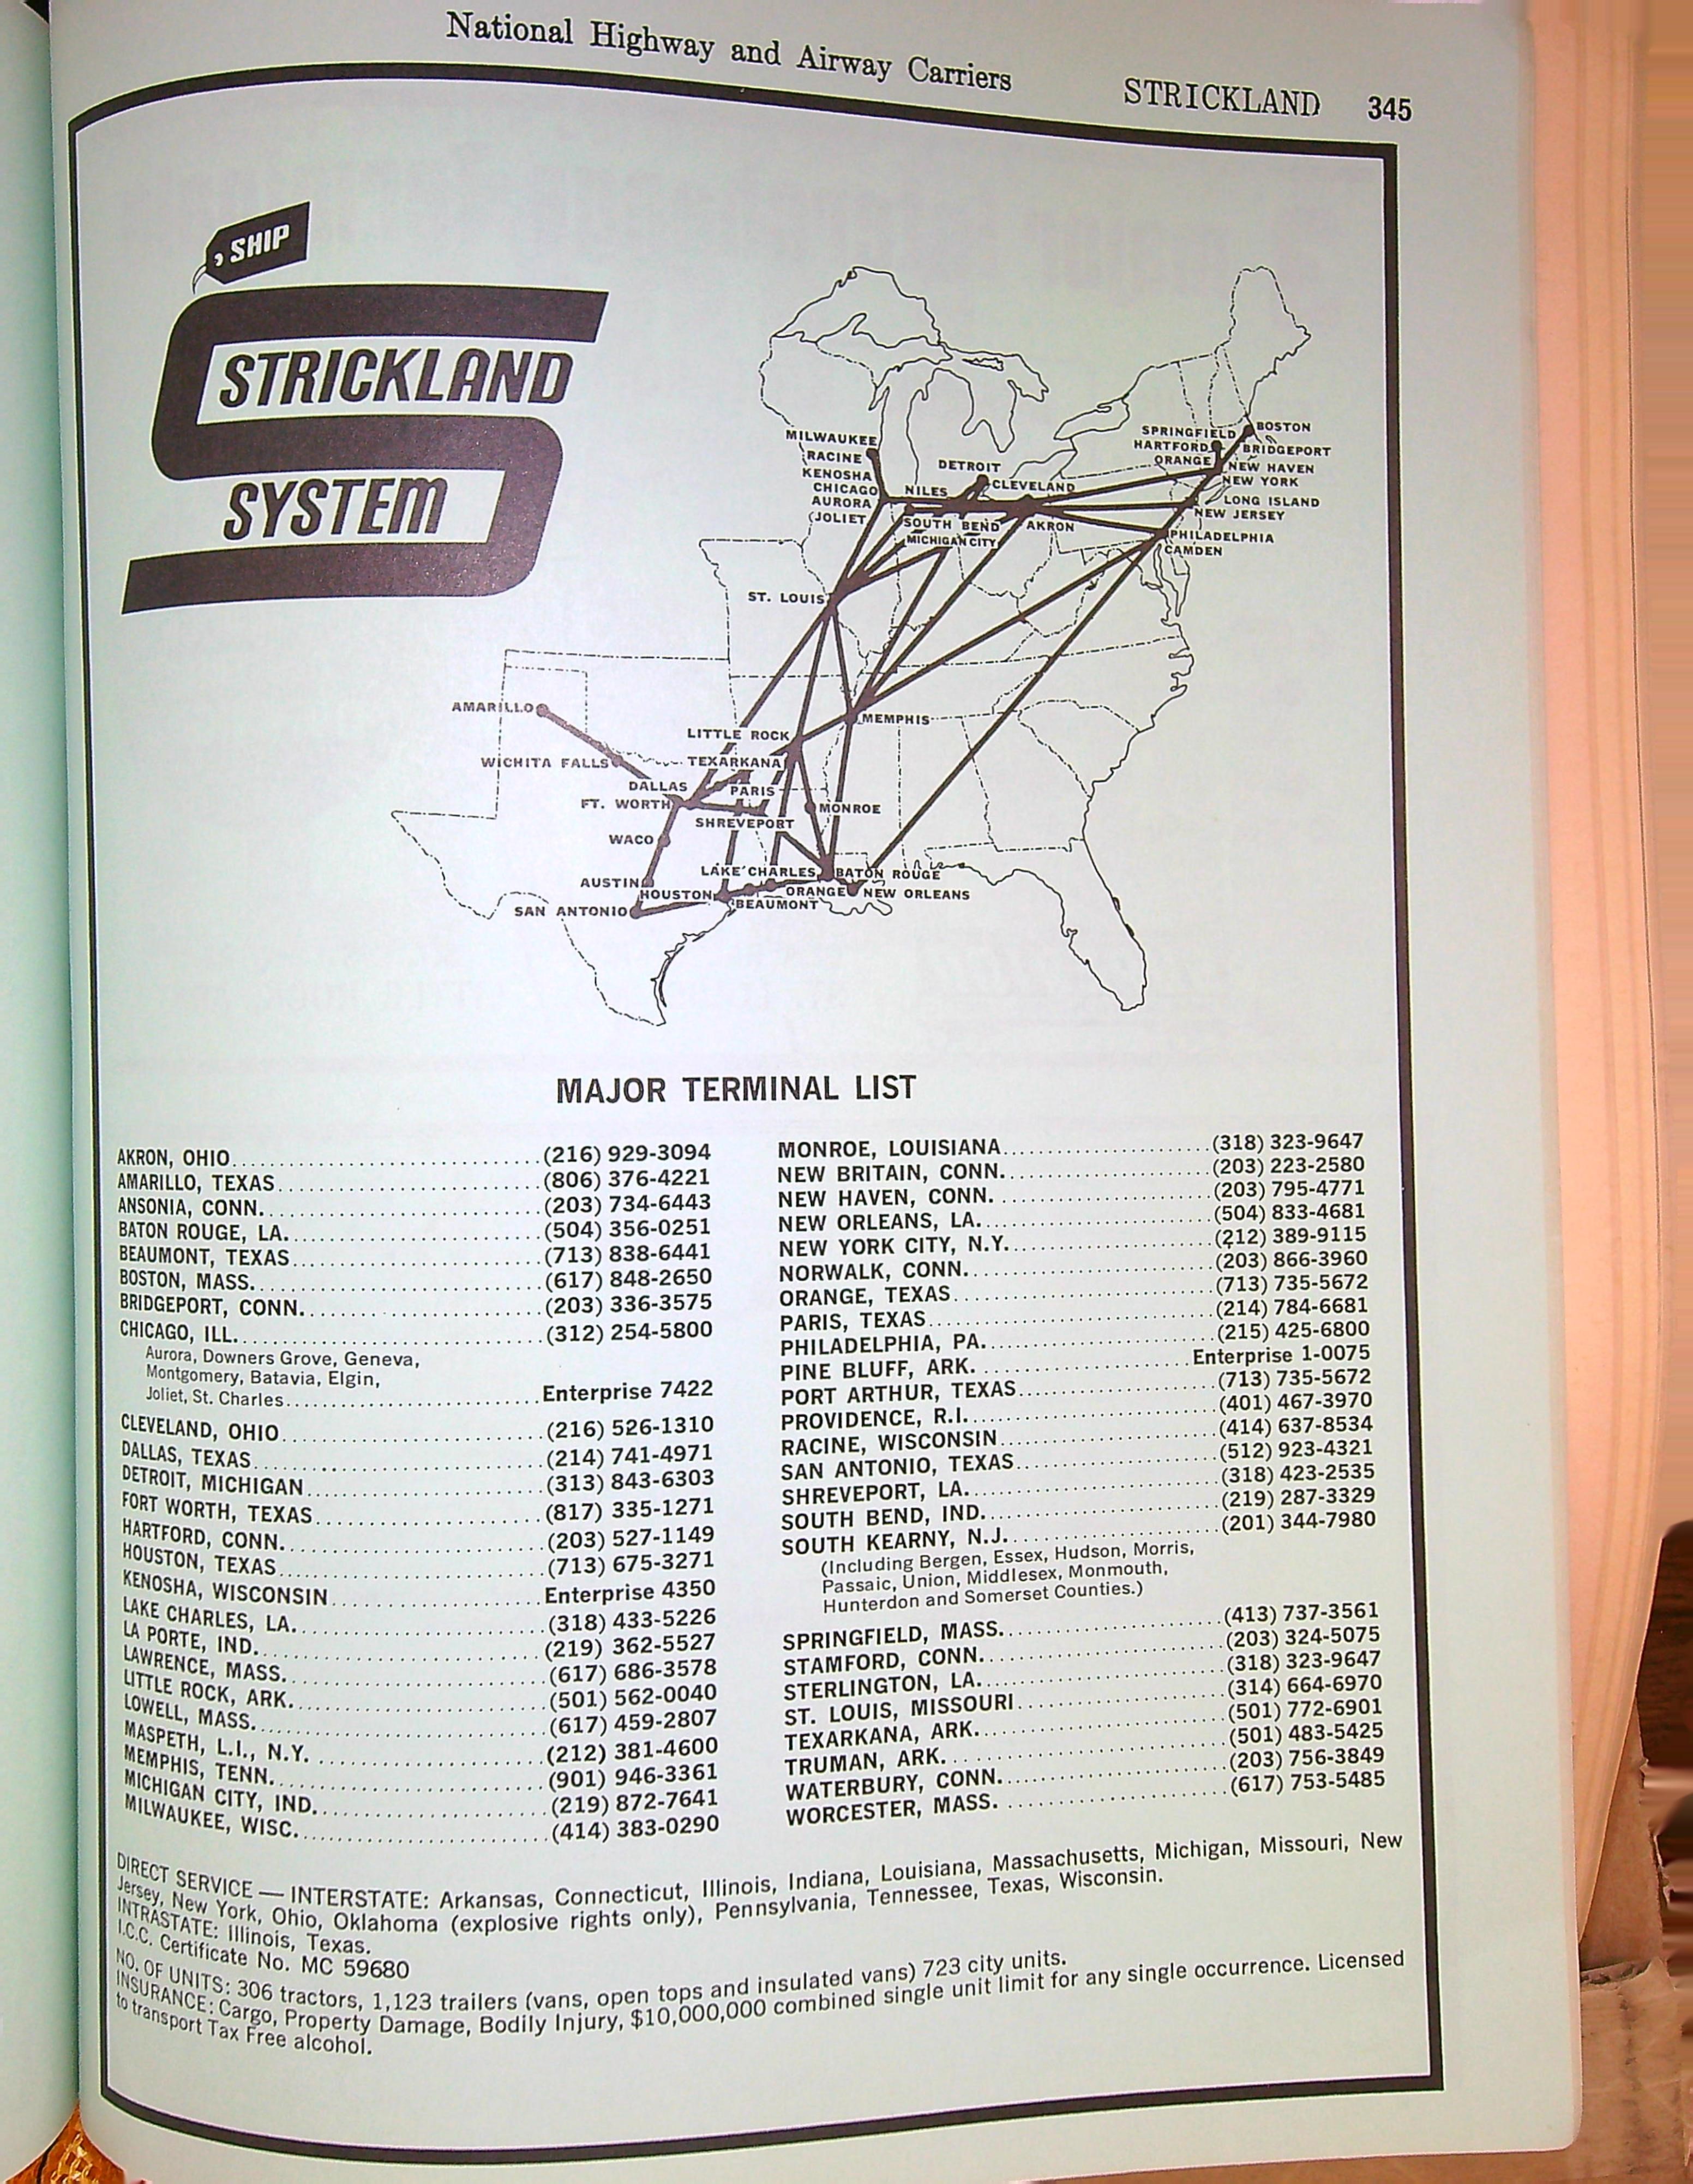 National Highway and Airway Carriers STRICKLAND 345
SHIP
STRICKLAND
SYSTEM
MILWAUKEE
RACINE
KENOSHA
CHICAGO
AURORA
JOLIET
NILES
DETROIT
CLEVELAND
SOUTH BEND
AKRON
MICHIGAN CITY
SPRINGFIELD
BOSTON
HARTFORD
BRIDGEPORT
ORANGE
NEW HAVEN
NEW YORK
LONG ISLAND
NEW JERSEY
PHILADELPHIA
CAMDEN
ST. LOUIS
AMARILLO
MEMPHIS
LITTLE ROCK
WICHITA FALLS
TEXARKANA
DALLAS
PARIS
FT. WORTH
MONROE
SHREVEPORT
WACO
LAKE CHARLES
BATON ROUGE
AUSTIN
HOUSTON
ORANGE
NEW ORLEANS
BEAUMONT
SAN ANTONIO
MAJOR TERMINAL LIST
AKRON, OHIO (216) 929-3094
AMARILLO, TEXAS (806) 376-4221
ANSONIA, CONN. (203) 734-6443
BATON ROUGE, LA. (504) 356-0251
BEAUMONT, TEXAS (713) 838-6441
BOSTON, MASS. (617) 848-2650
BRIDGEPORT, CONN. (203) 336-3575
CHICAGO, ILL. (312) 254-5800
Aurora, Downers Grove, Geneva,
Montgomery, Batavia, Elgin,
Joliet, St. Charles Enterprise 7422
CLEVELAND, OHIO (216) 526-1310
DALLAS, TEXAS (214) 741-4971
DETROIT, MICHIGAN (313) 843-6303
FORT WORTH, TEXAS (817) 335-1271
HARTFORD, CONN. (203) 527-1149
HOUSTON, TEXAS (713) 675-3271
KENOSHA, WISCONSIN Enterprise 4350
LAKE CHARLES, LA. (318) 433-5226
LA PORTE, IND. (219) 362-5527
LAWRENCE, MASS. (617) 686-3578
LITTLE ROCK, ARK. (501) 562-0040
LOWELL, MASS. (617) 459-2807
MASPETH, L.I., N.Y. (212) 381-4600
MEMPHIS, TENN. (901) 946-3361
MICHIGAN CITY, IND. (219) 872-7641
MILWAUKEE, WISC. (414) 383-0290
MONROE, LOUISIANA (318) 323-9647
NEW BRITAIN, CONN. (203) 223-2580
NEW HAVEN, CONN. (203) 795-4771
NEW ORLEANS, LA. (504) 833-4681
NEW YORK CITY, N.Y. (212) 389-9115
NORWALK, CONN. (203) 866-3960
ORANGE, TEXAS (713) 735-5672
PARIS, TEXAS (214) 784-6681
PHILADELPHIA, PA. (215) 425-6800
PINE BLUFF, ARK. Enterprise 1-0075
PORT ARTHUR, TEXAS (713) 735-5672
PROVIDENCE, R.I. (401) 467-3970
RACINE, WISCONSIN (414) 637-8534
SAN ANTONIO, TEXAS (512) 923-4321
SHREVEPORT, LA. (318) 423-2535
SOUTH BEND, IND. (219) 287-3329
SOUTH KEARNY, N.J. (201) 344-7980
(Including Bergen, Essex, Hudson, Morris,
Passaic, Union, Middlesex, Monmouth,
Hunterdon and Somerset Counties.)
SPRINGFIELD, MASS. (413) 737-3561
STAMFORD, CONN. (203) 324-5075
STERLINGTON, LA. (318) 323-9647
ST. LOUIS, MISSOURI (314) 664-6970
TEXARKANA, ARK. (501) 772-6901
TRUMAN, ARK. (501) 483-5425
WATERBURY, CONN. (203) 756-3849
WORCESTER, MASS. (617) 753-5485
DIRECT SERVICE — INTERSTATE: Arkansas, Connecticut, Illinois, Indiana, Louisiana, Massachusetts, Michigan, Missouri, New
Jersey, New York, Ohio, Oklahoma (explosive rights only), Pennsylvania, Tennessee, Texas, Wisconsin.
INTRASTATE: Illinois, Texas.
I.C.C. Certificate No. MC 59680
NO. OF UNITS: 306 tractors, 1,123 trailers (vans, open tops and insulated vans) 723 city units.
INSURANCE: Cargo, Property Damage, Bodily Injury, $10,000,000 combined single unit limit for any single occurrence. Licensed
to transport Tax Free alcohol.